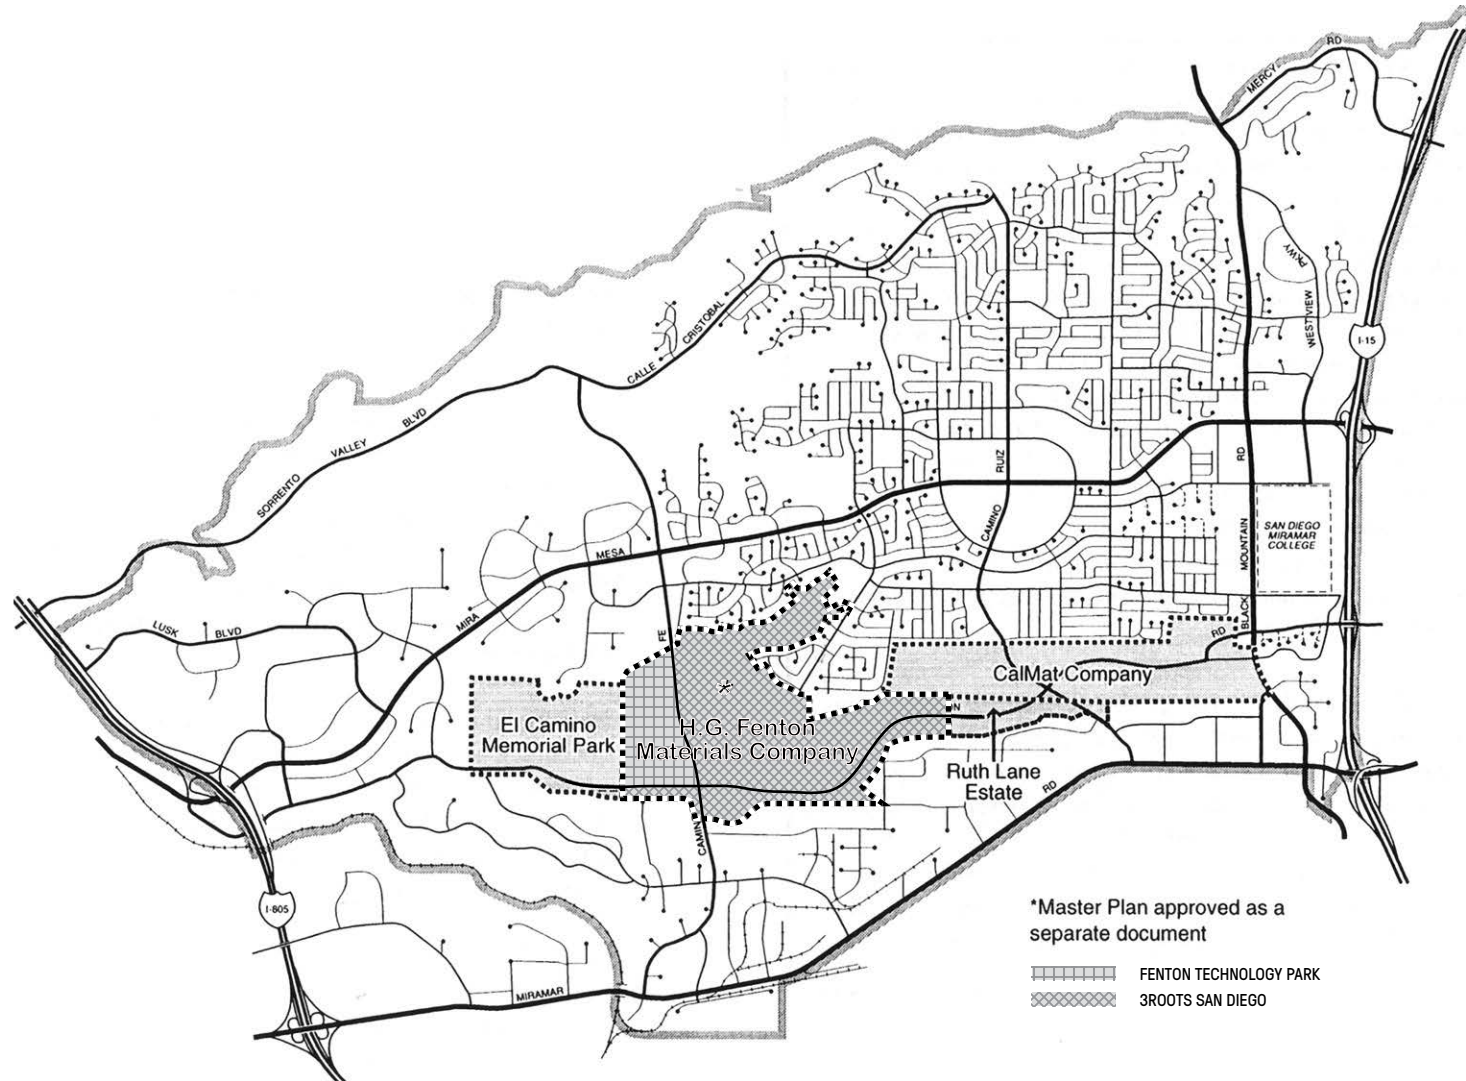 RD
MERCY
PKWY
WESTVIEW
I-15
CALLE CRISTOBAL
SORRENTO VALLEY BLVD
RUIZ
CAMINO
RD
MOUNTAIN
BLACK
SAN DIEGO
MIRAMAR
COLLEGE
MESA
MIRA
LUSK BLVD
FE
RD
CalMat Company
El Camino
Memorial Park
H.G. Fenton
Materials Company
*
Ruth Lane
Estate
RD
I-805
MIRAMAR
*Master Plan approved as a
separate document
FENTON TECHNOLOGY PARK
3ROOTS SAN DIEGO